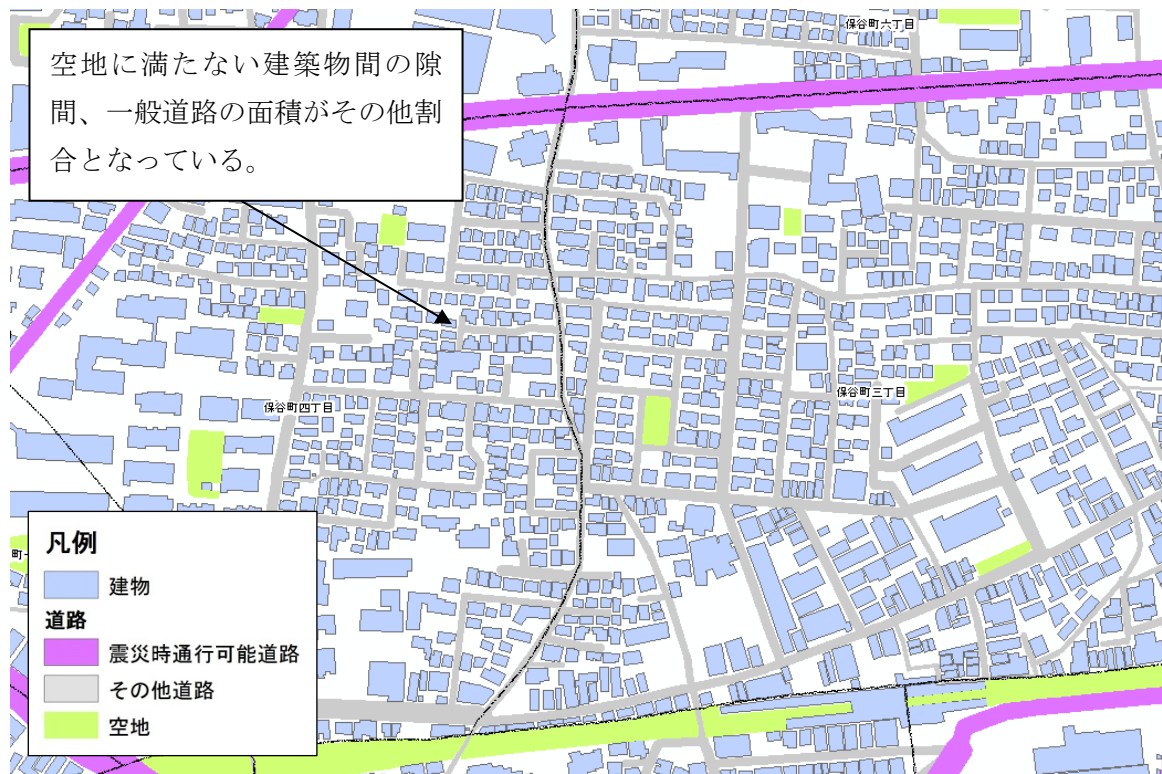 保谷町六丁目
空地に満たない建築物間の隙
間、一般道路の面積がその他割
合となっている。
保谷町三丁目
保谷町四丁目
町
凡例
建物
道路
震災時通行可能道路
その他道路
空地